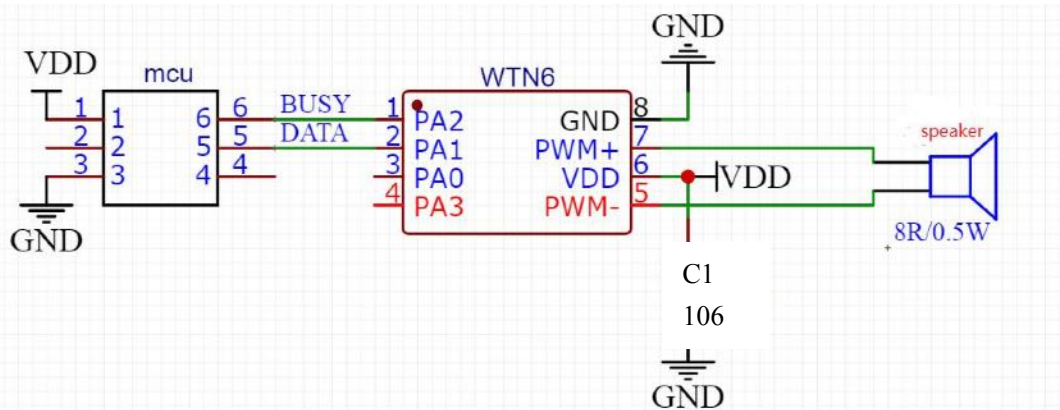 GND
VDD
mcu
WTN6
1 1 6 6 BUSY 1 PA2 GND 8
2 2 5 5 DATA 2 PA1 PWM+ 7
3 3 4 4 3 PA0 VDD 6 VDD
4 PA3 PWM- 5
speaker
8R/0.5W
GND
C1
106
GND